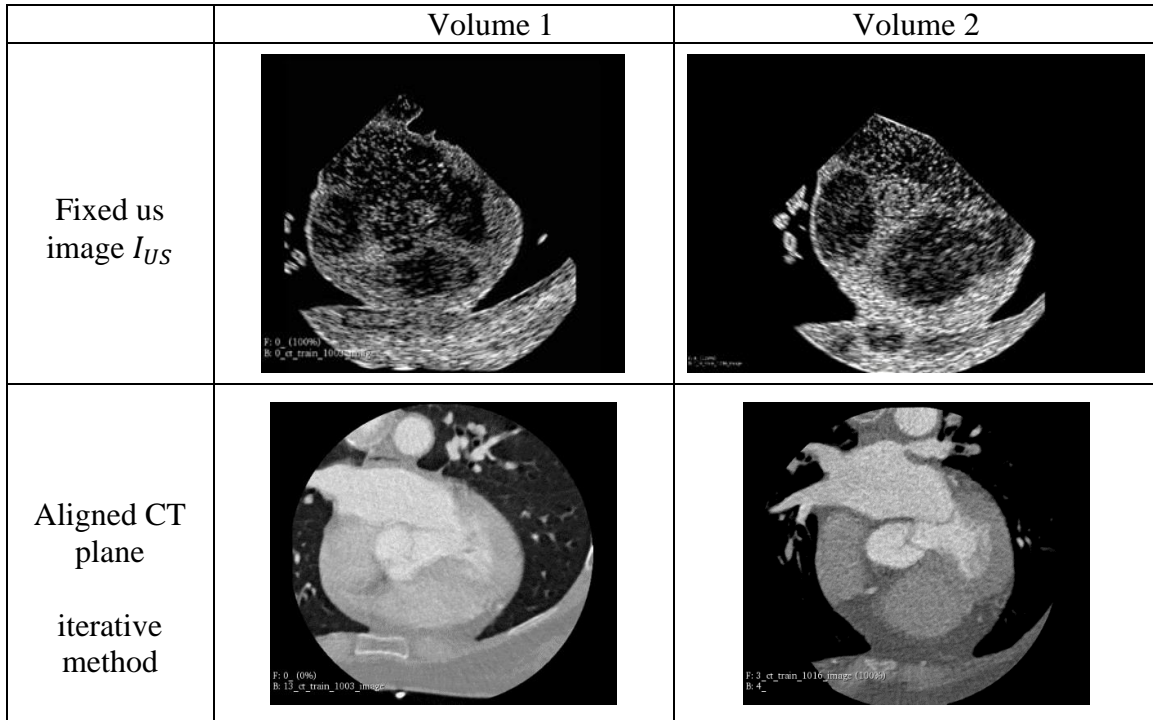 Volume 1
Volume 2
Fixed us
image I_US
F: 0_ (100%)
B: 0_ct_train_1003_image
Aligned CT
plane
iterative
method
F: 0_ (0%)
B: 13_ct_train_1003_image
F: 3_ct_train_1016_image (100%)
B: 4_